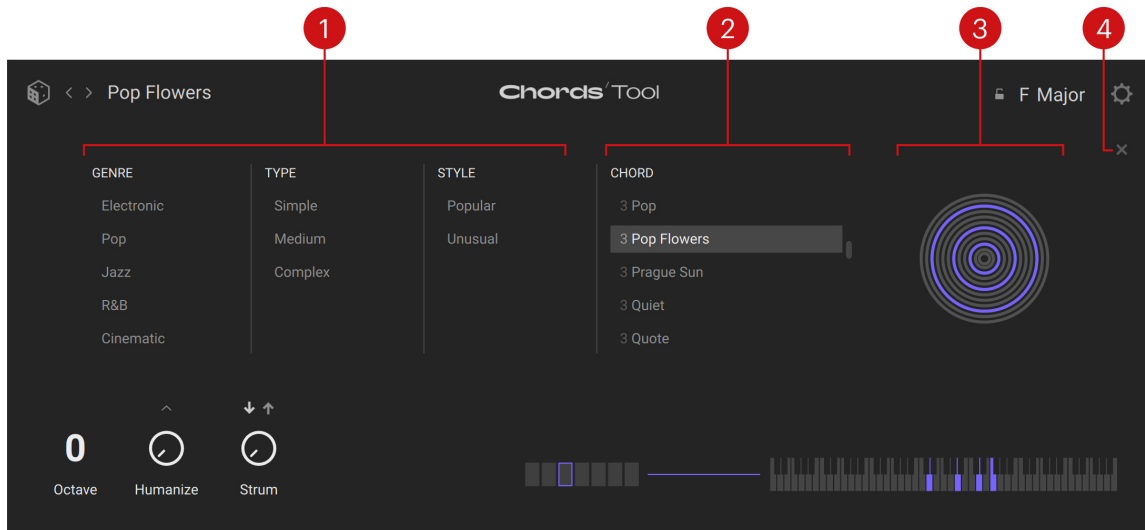 1 2 3 4
Pop Flowers Chords' Tool F Major
GENRE TYPE STYLE CHORD
Electronic Simple Popular 3 Pop
Pop Medium Unusual 3 Pop Flowers
Jazz Complex 3 Prague Sun
R&B 3 Quiet
Cinematic 3 Quote
0
Octave Humanize Strum